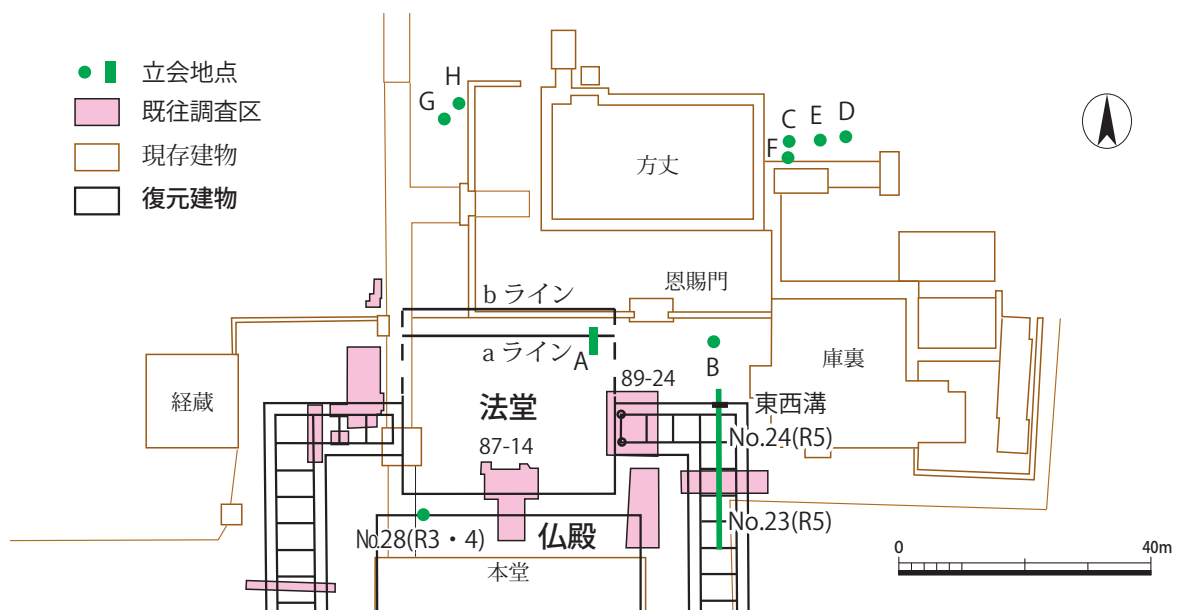 立会地点
既往調査区
現存建物
復元建物
H
G
C
E
D
F
方丈
恩賜門
bライン
aライン
A
B
庫裏
経蔵
法堂
89-24
東西溝
87-14
No.24(R5)
No.23(R5)
No.28(R3・4)
仏殿
本堂
0
40m